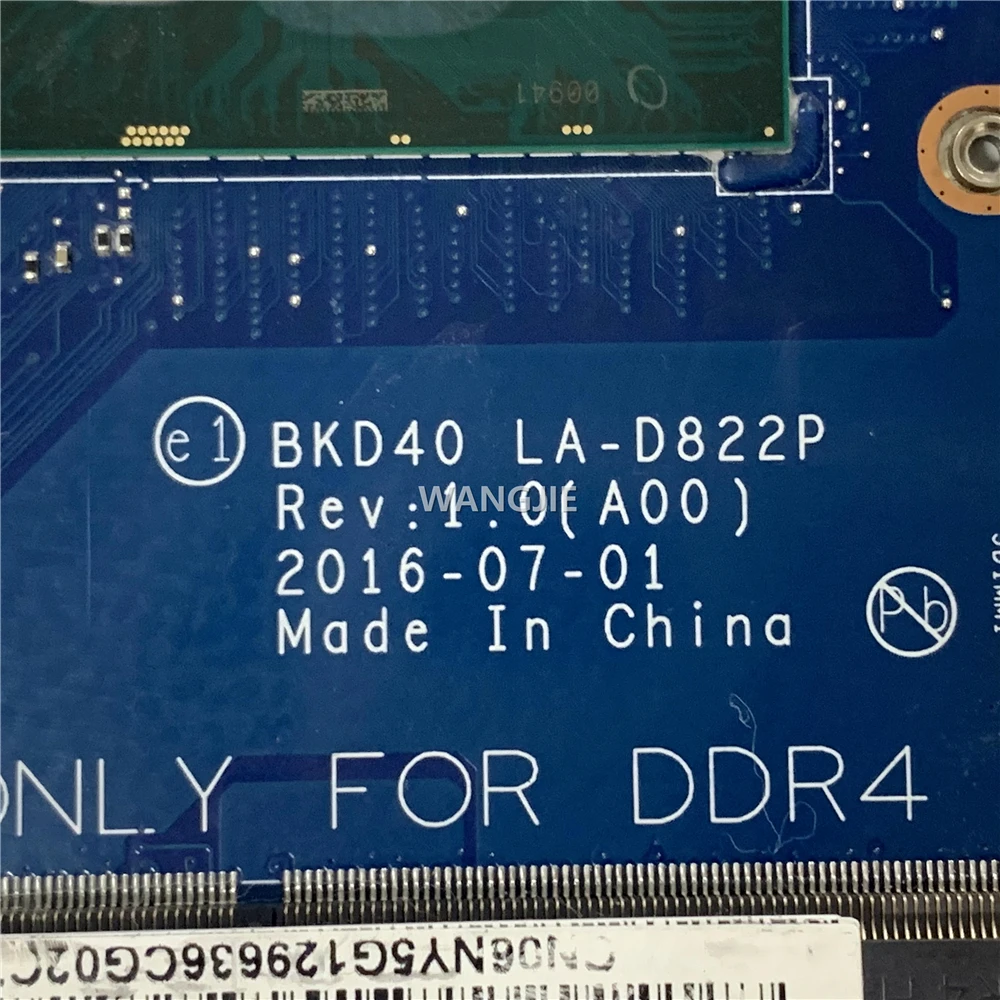 00941
e1 BKD40 LA-D822P
Rev:1.0(A00)
WANGJIE
2016-07-01
Made In China
Pb
ONLY FOR DDR4